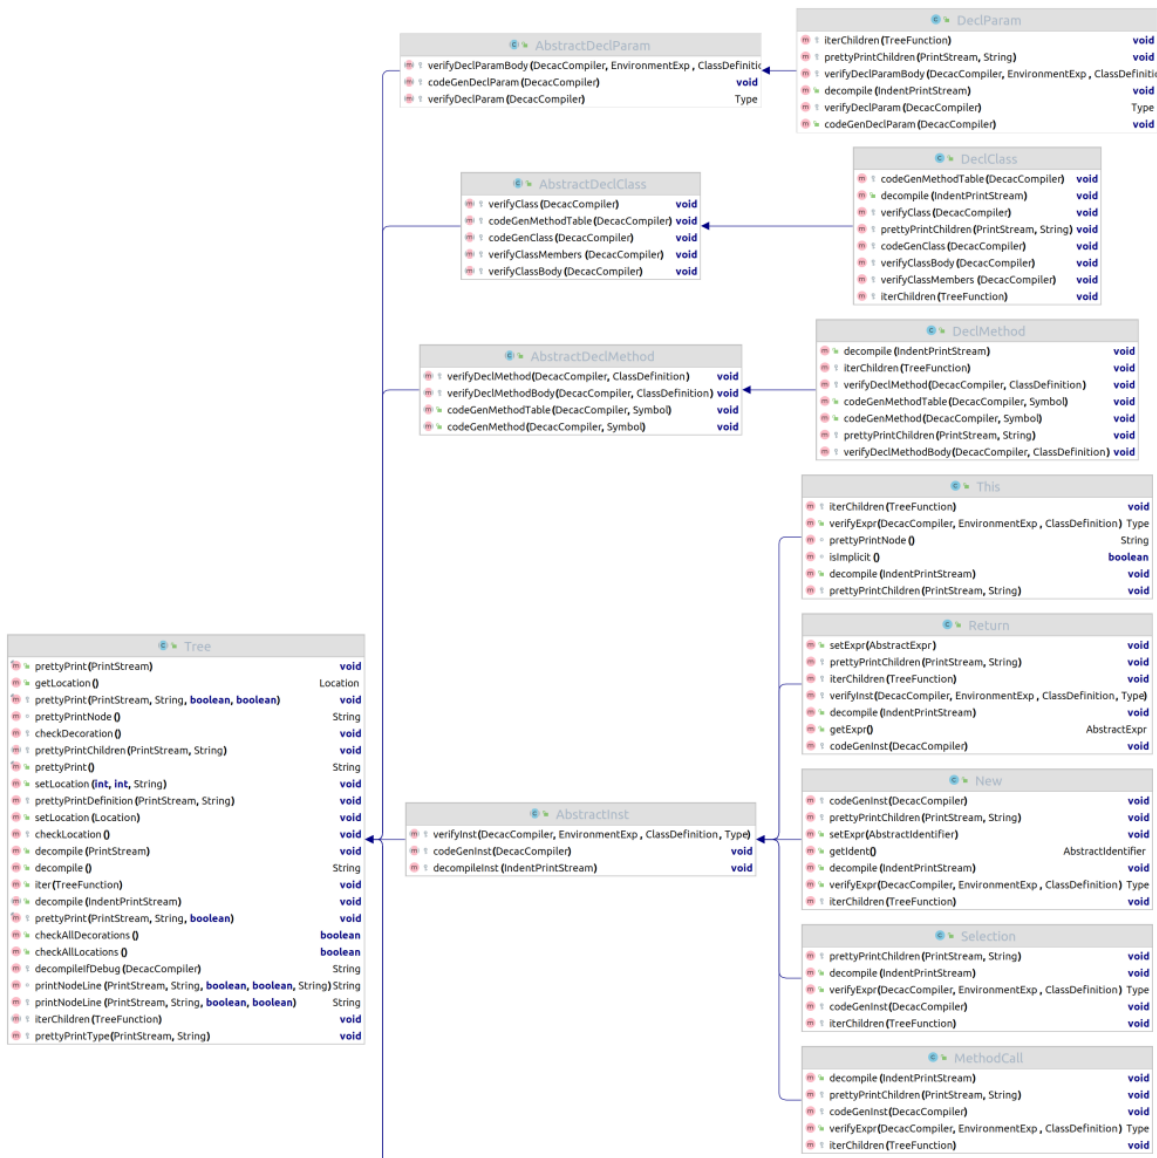 DeclParam
iterChildren(TreeFunction) void
prettyPrintChildren(PrintStream, String) void
verifyDeclParamBody(DecacCompiler, EnvironmentExp, ClassDefinitic
decompile(IndentPrintStream) void
verifyDeclParam(DecacCompiler) Type
codeGenDeclParam(DecacCompiler) void
AbstractDeclParam
verifyDeclParamBody(DecacCompiler, EnvironmentExp, ClassDefinitic
codeGenDeclParam(DecacCompiler) void
verifyDeclParam(DecacCompiler) Type
DeclClass
codeGenMethodTable(DecacCompiler) void
decompile(IndentPrintStream) void
verifyClass(DecacCompiler) void
prettyPrintChildren(PrintStream, String) void
codeGenClass(DecacCompiler) void
verifyClassBody(DecacCompiler) void
verifyClassMembers(DecacCompiler) void
iterChildren(TreeFunction) void
AbstractDeclClass
verifyClass(DecacCompiler) void
codeGenMethodTable(DecacCompiler) void
codeGenClass(DecacCompiler) void
verifyClassMembers(DecacCompiler) void
verifyClassBody(DecacCompiler) void
DeclMethod
decompile(IndentPrintStream) void
iterChildren(TreeFunction) void
verifyDeclMethod(DecacCompiler, ClassDefinition) void
codeGenMethodTable(DecacCompiler, Symbol) void
codeGenMethod(DecacCompiler, Symbol) void
prettyPrintChildren(PrintStream, String) void
verifyDeclMethodBody(DecacCompiler, ClassDefinition) void
AbstractDeclMethod
verifyDeclMethod(DecacCompiler, ClassDefinition) void
verifyDeclMethodBody(DecacCompiler, ClassDefinition) void
codeGenMethodTable(DecacCompiler, Symbol) void
codeGenMethod(DecacCompiler, Symbol) void
This
iterChildren(TreeFunction) void
verifyExpr(DecacCompiler, EnvironmentExp, ClassDefinition) Type
prettyPrintNode() String
isImplicit() boolean
decompile(IndentPrintStream) void
prettyPrintChildren(PrintStream, String) void
Return
setExpr(AbstractExpr) void
prettyPrintChildren(PrintStream, String) void
iterChildren(TreeFunction) void
verifyInst(DecacCompiler, EnvironmentExp, ClassDefinition, Type)
decompile(IndentPrintStream) void
getExpr() AbstractExpr
codeGenInst(DecacCompiler) void
Tree
prettyPrint(PrintStream) void
getLocation() Location
prettyPrint(PrintStream, String, boolean, boolean) void
prettyPrintNode() String
checkDecoration() void
prettyPrintChildren(PrintStream, String) void
prettyPrint() String
setLocation(int, int, String) void
prettyPrintDefinition(PrintStream, String) void
setLocation(Location) void
checkLocation() void
decompile(PrintStream) void
decompile() String
iter(TreeFunction) void
decompile(IndentPrintStream) void
prettyPrint(PrintStream, String, boolean) void
checkAllDecorations() boolean
checkAllLocations() boolean
decompileIfDebug(DecacCompiler) String
printNodeLine(PrintStream, String, boolean, boolean, String) String
printNodeLine(PrintStream, String, boolean, boolean) String
iterChildren(TreeFunction) void
prettyPrintType(PrintStream, String) void
AbstractInst
verifyInst(DecacCompiler, EnvironmentExp, ClassDefinition, Type)
codeGenInst(DecacCompiler) void
decompileInst(IndentPrintStream) void
New
codeGenInst(DecacCompiler) void
prettyPrintChildren(PrintStream, String) void
setExpr(AbstractIdentifier) void
getIdent() AbstractIdentifier
decompile(IndentPrintStream) void
verifyExpr(DecacCompiler, EnvironmentExp, ClassDefinition) Type
iterChildren(TreeFunction) void
Selection
prettyPrintChildren(PrintStream, String) void
decompile(IndentPrintStream) void
verifyExpr(DecacCompiler, EnvironmentExp, ClassDefinition) Type
codeGenInst(DecacCompiler) void
iterChildren(TreeFunction) void
MethodCall
decompile(IndentPrintStream) void
prettyPrintChildren(PrintStream, String) void
codeGenInst(DecacCompiler) void
verifyExpr(DecacCompiler, EnvironmentExp, ClassDefinition) Type
iterChildren(TreeFunction) void